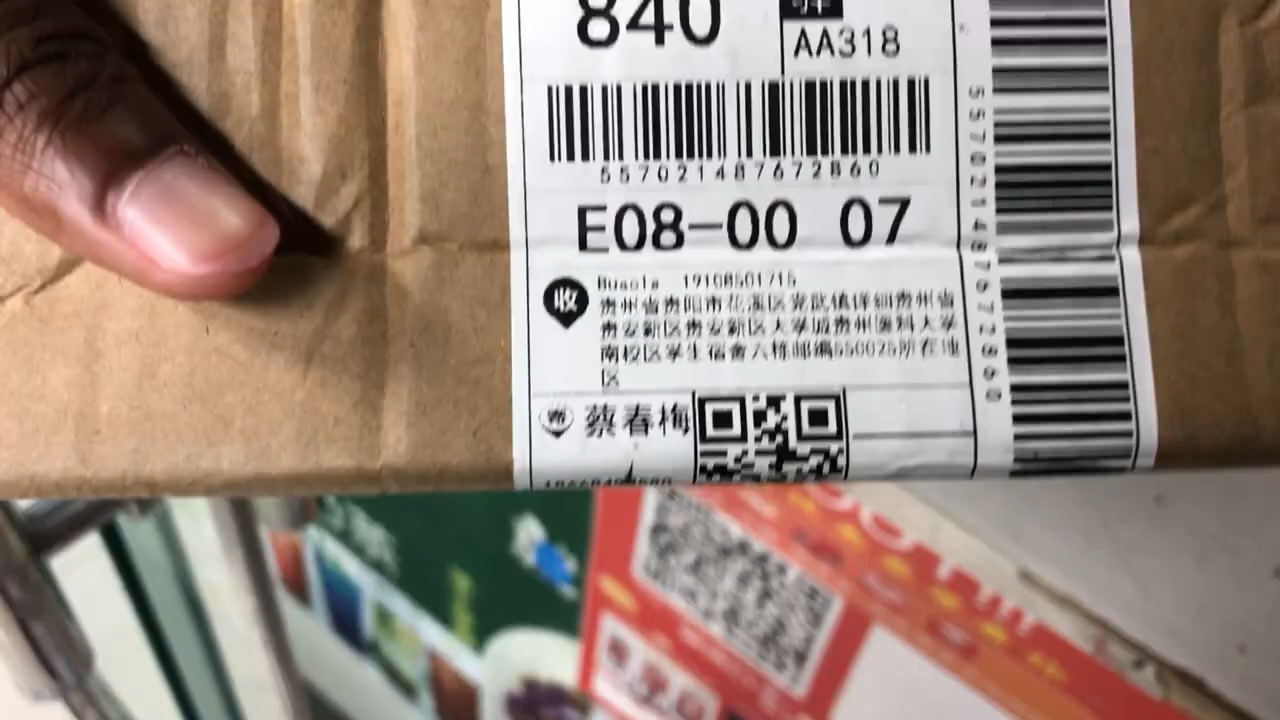 840
AA318
557021487672860
E08-00 07
收
Busola 19108501715
贵州省贵阳市花溪区党武镇详细贵州省
贵安新区贵安新区大学城贵州医科大学
南校区学生宿舍六栋邮编550025所在地
区
蔡春梅
557021487672860